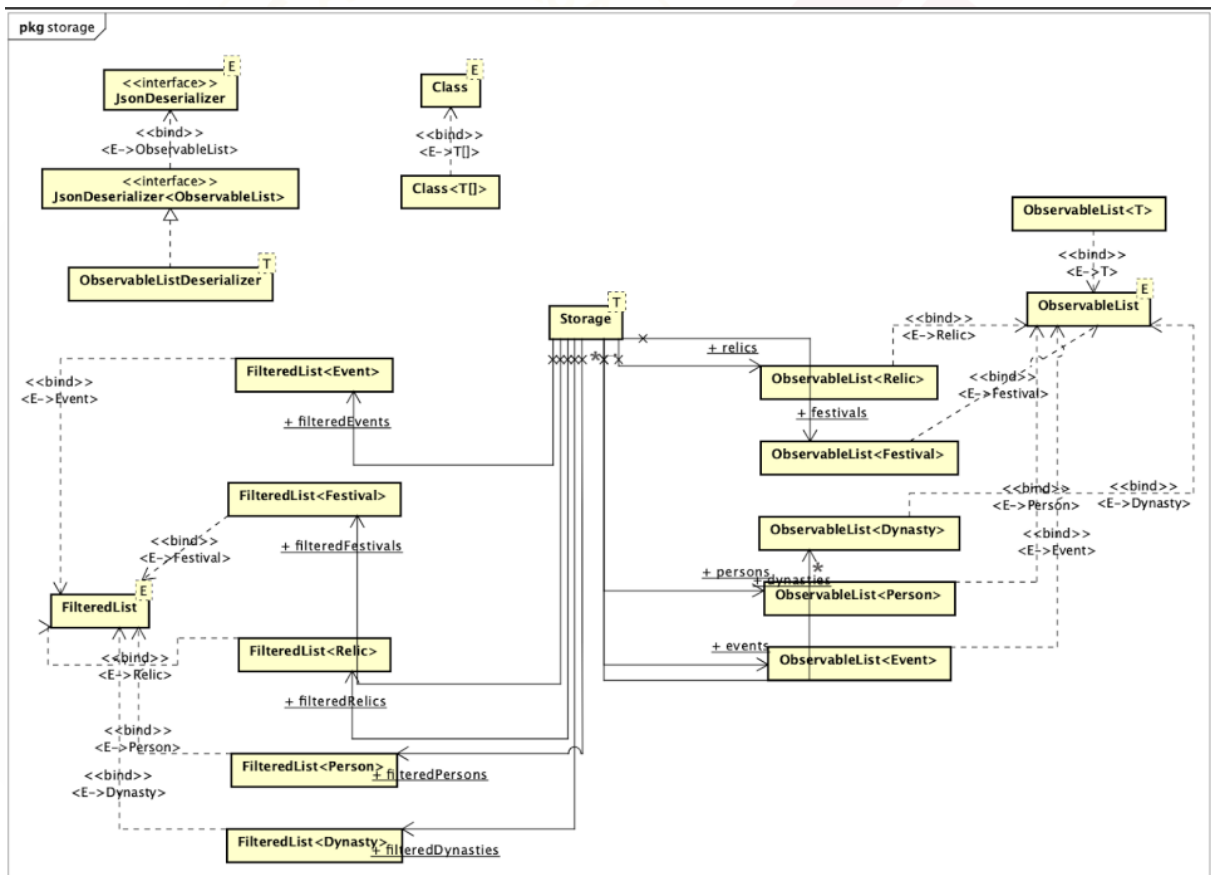 pkg storage
E
<<interface>>
JsonDeserializer
<<bind>>
<E->ObservableList>
<<interface>>
JsonDeserializer<ObservableList>
T
ObservableListDeserializer
E
Class
<<bind>>
<E->T[]>
Class<T[]>
ObservableList<T>
<<bind>>
<E->T>
E
ObservableList
T
Storage
*
+ relics
<<bind>>
<E->Relic>
ObservableList<Relic>
<<bind>>
<E->Festival>
+ festivals
ObservableList<Festival>
<<bind>>
<E->Person>
<<bind>>
<E->Dynasty>
ObservableList<Dynasty>
<<bind>>
<E->Event>
*
+ persons
+ dynasties
ObservableList<Person>
+ events
ObservableList<Event>
<<bind>>
<E->Event>
FilteredList<Event>
+ filteredEvents
FilteredList<Festival>
<<bind>>
<E->Festival>
+ filteredFestivals
E
FilteredList
FilteredList<Relic>
<<bind>>
<E->Relic>
+ filteredRelics
<<bind>>
<E->Person>
FilteredList<Person>
+ filteredPersons
<<bind>>
<E->Dynasty>
FilteredList<Dynasty>
+ filteredDynasties